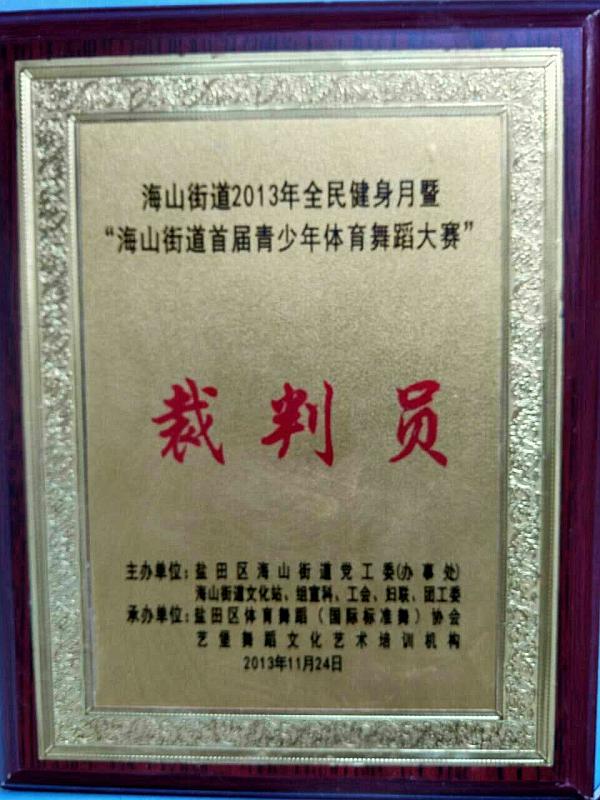 海山街道2013年全民健身月暨
“海山街道首届青少年体育舞蹈大赛”
裁判员
主办单位：盐田区海山街道党工委(办事处)
海山街道文化站、组宣科、工会、妇联、团工委
承办单位：盐田区体育舞蹈（国际标准舞）协会
艺堡舞蹈文化艺术培训机构
2013年11月24日